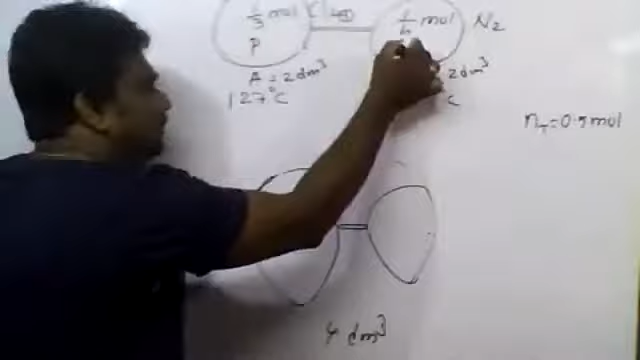 1/3 mol 1/6 mol N₂
P
A = 2dm³ 2dm³
127°C C
nT = 0.5 mol
4 dm³